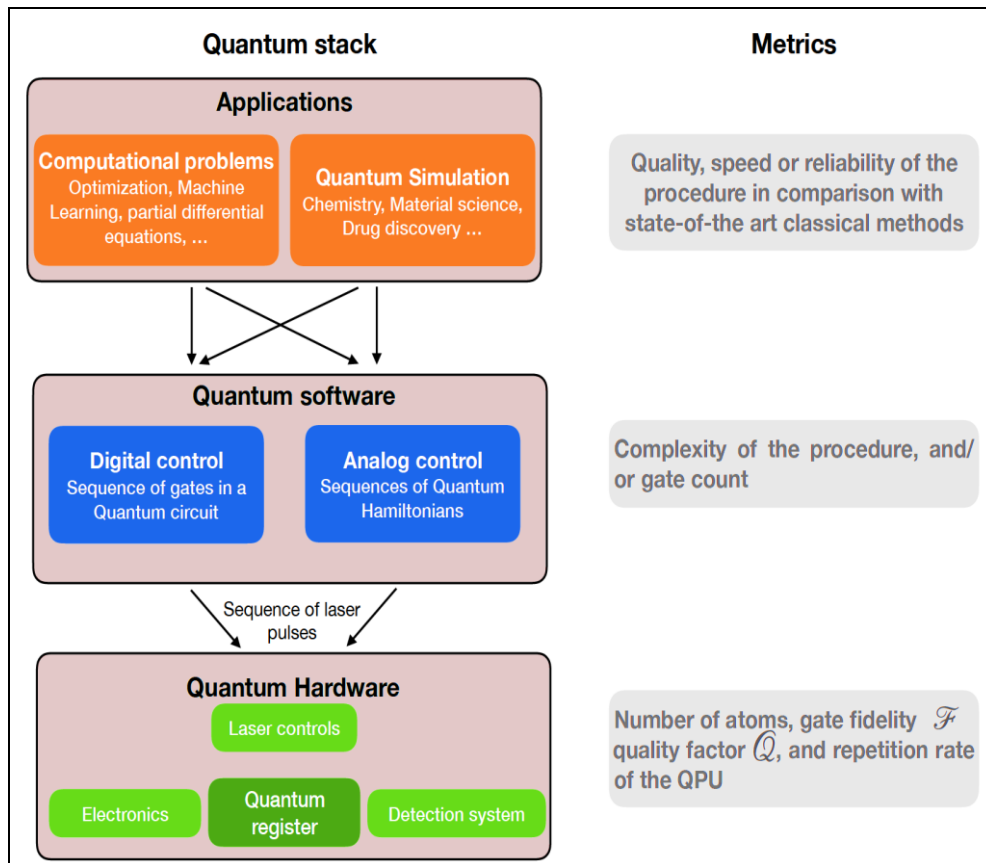 Quantum stack
Metrics
Applications
Computational problems
Optimization, Machine
Learning, partial differential
equations, ...
Quantum Simulation
Chemistry, Material science,
Drug discovery ...
Quality, speed or reliability of the
procedure in comparison with
state-of-the art classical methods
Quantum software
Digital control
Sequence of gates in a
Quantum circuit
Analog control
Sequences of Quantum
Hamiltonians
Complexity of the procedure, and/
or gate count
Sequence of laser
pulses
Quantum Hardware
Laser controls
Electronics
Quantum
register
Detection system
Number of atoms, gate fidelity ℱ
quality factor 𝒬, and repetition rate
of the QPU